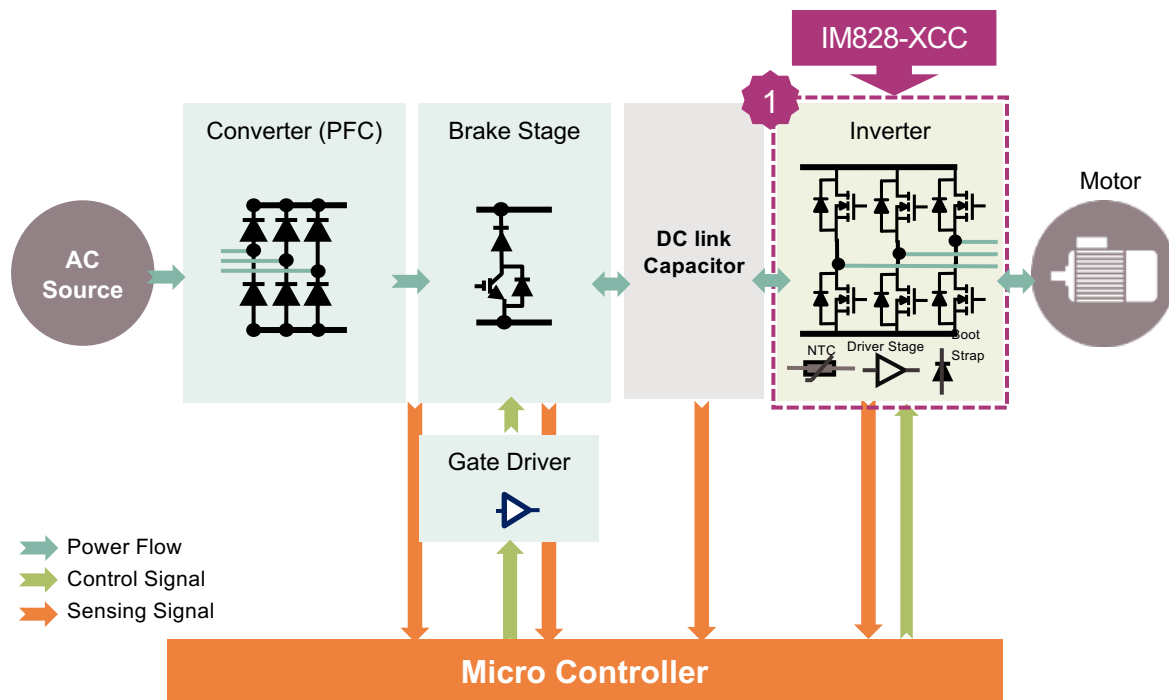 IM828-XCC
1
Converter (PFC)
Brake Stage
Inverter
Motor
AC
Source
DC link
Capacitor
NTC
Driver Stage
Boot
Strap
Gate Driver
Power Flow
Control Signal
Sensing Signal
Micro Controller